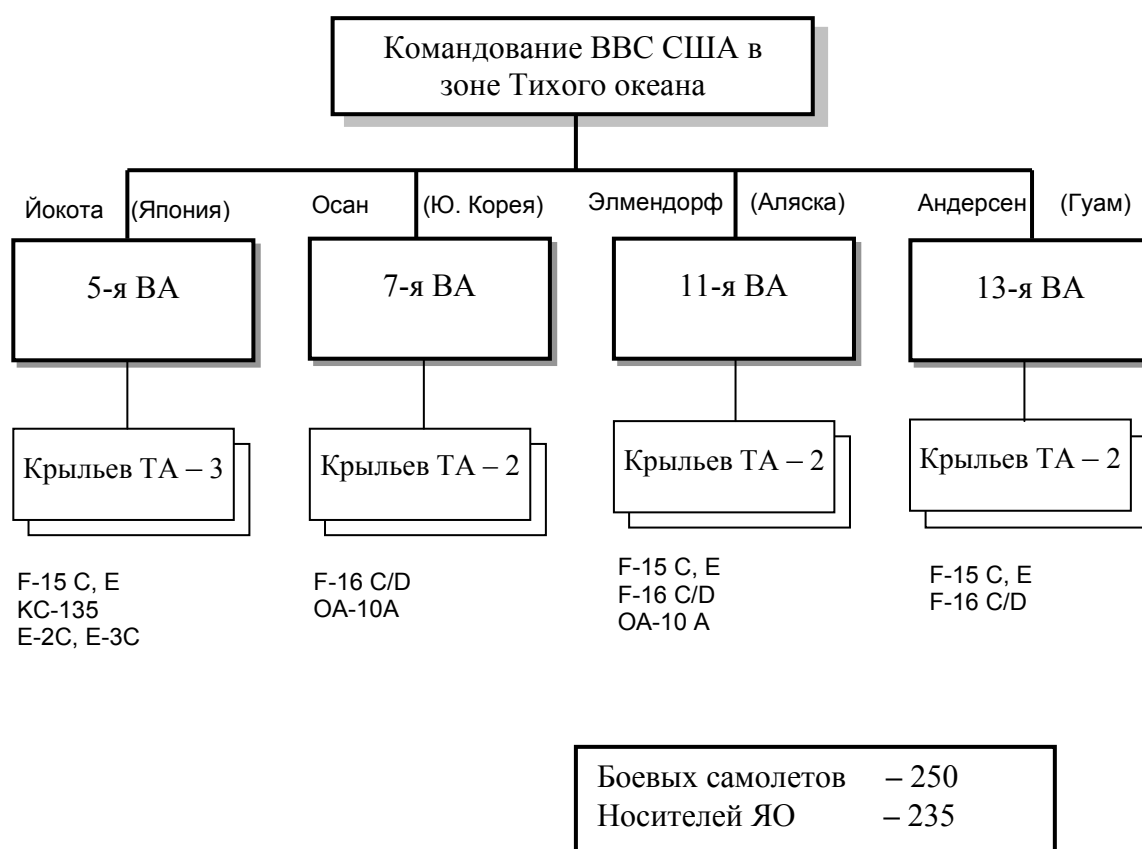 Командование ВВС США в
зоне Тихого океана
Йокота (Япония)
Осан (Ю. Корея)
Элмендорф (Аляска)
Андерсен (Гуам)
5-я ВА
7-я ВА
11-я ВА
13-я ВА
Крыльев ТА – 3
Крыльев ТА – 2
Крыльев ТА – 2
Крыльев ТА – 2
F-15 C, E
KC-135
E-2C, E-3C
F-16 C/D
OA-10A
F-15 C, E
F-16 C/D
OA-10 A
F-15 C, E
F-16 C/D
Боевых самолетов – 250
Носителей ЯО – 235